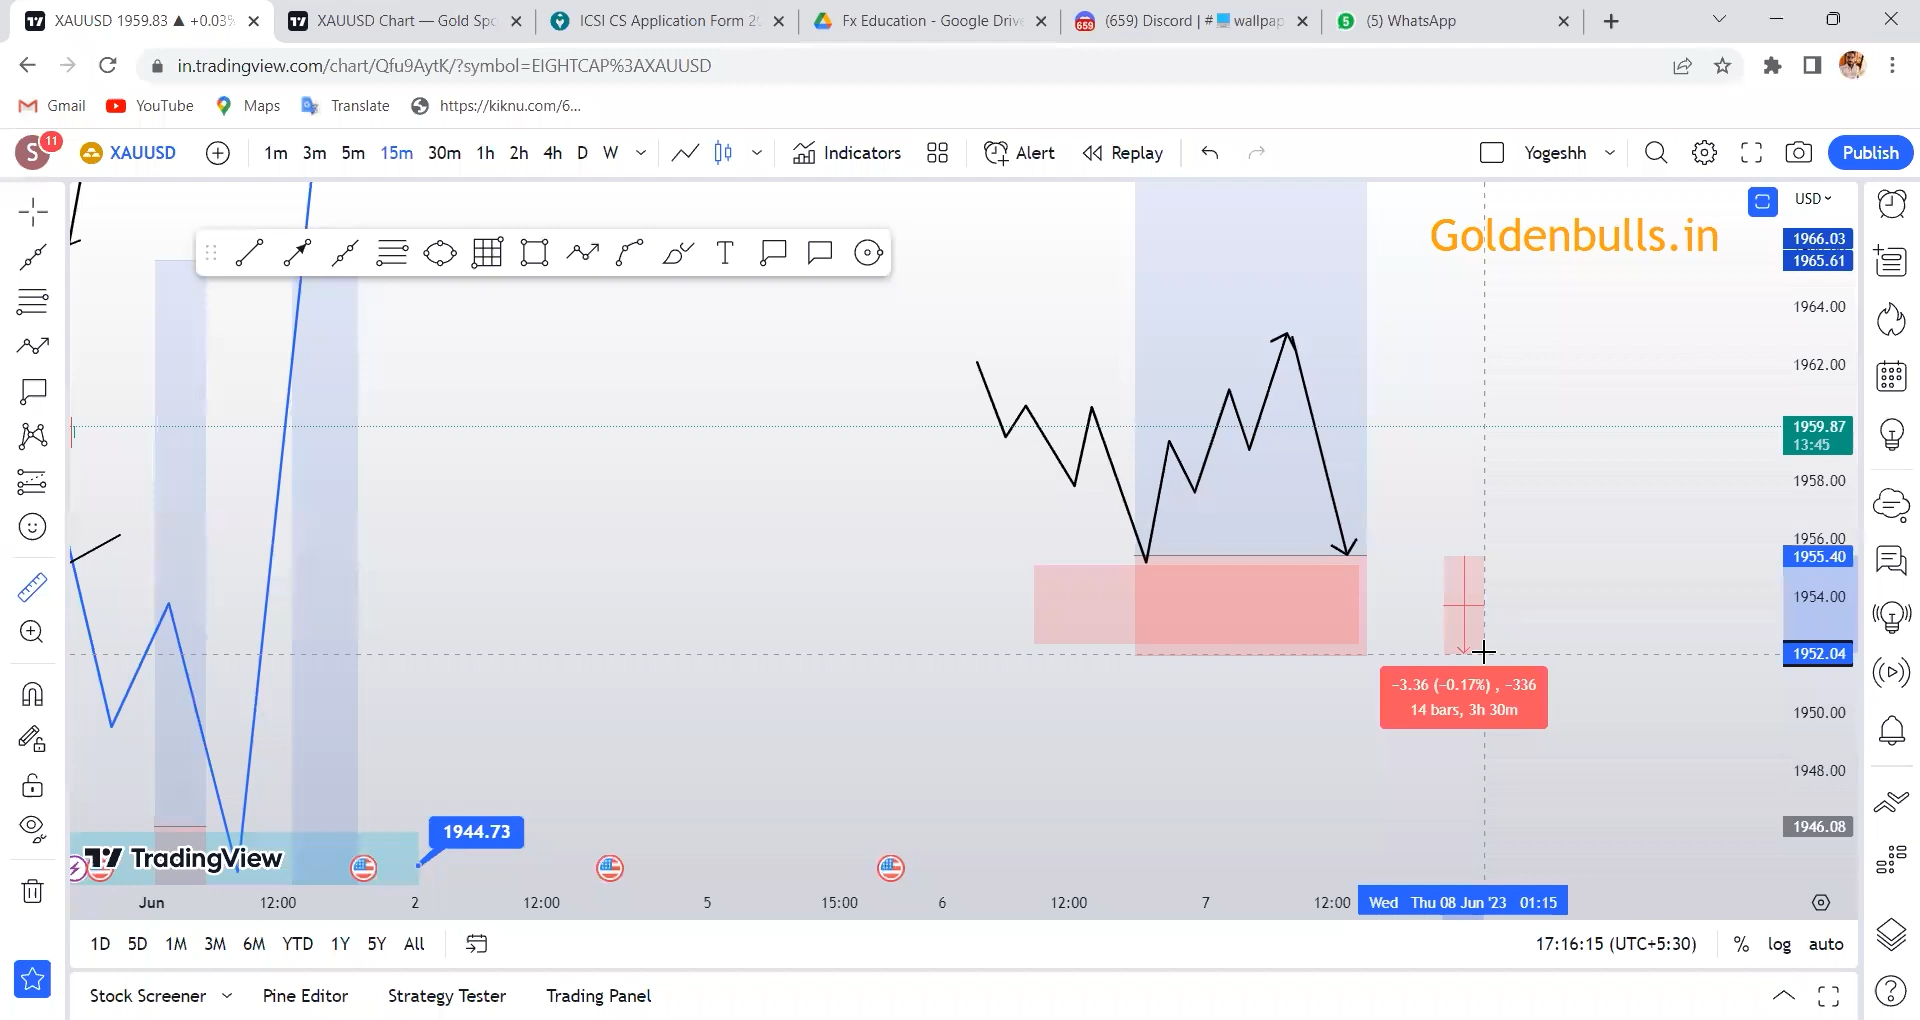 XAUUSD 1959.83 ▲ +0.03%
XAUUSD Chart — Gold Spo
ICSI CS Application Form 20
Fx Education - Google Drive
(659) Discord | # wallpap
(5) WhatsApp
in.tradingview.com/chart/Qfu9AytK/?symbol=EIGHTCAP%3AXAUUSD
Gmail YouTube Maps Translate https://kiknu.com/6...
S 11 XAUUSD 1m 3m 5m 15m 30m 1h 2h 4h D W Indicators Alert Replay Yogeshh Publish
Goldenbulls.in
USD
1966.03
1965.61
1964.00
1962.00
1959.87
13:45
1958.00
1956.00
1955.40
1954.00
1952.04
−3.36 (−0.17%) , −336
14 bars, 3h 30m
1950.00
1948.00
1946.08
1944.73
TradingView
Jun 12:00 2 12:00 5 15:00 6 12:00 7 12:00 Wed Thu 08 Jun '23 01:15
1D 5D 1M 3M 6M YTD 1Y 5Y All 17:16:15 (UTC+5:30) % log auto
Stock Screener Pine Editor Strategy Tester Trading Panel